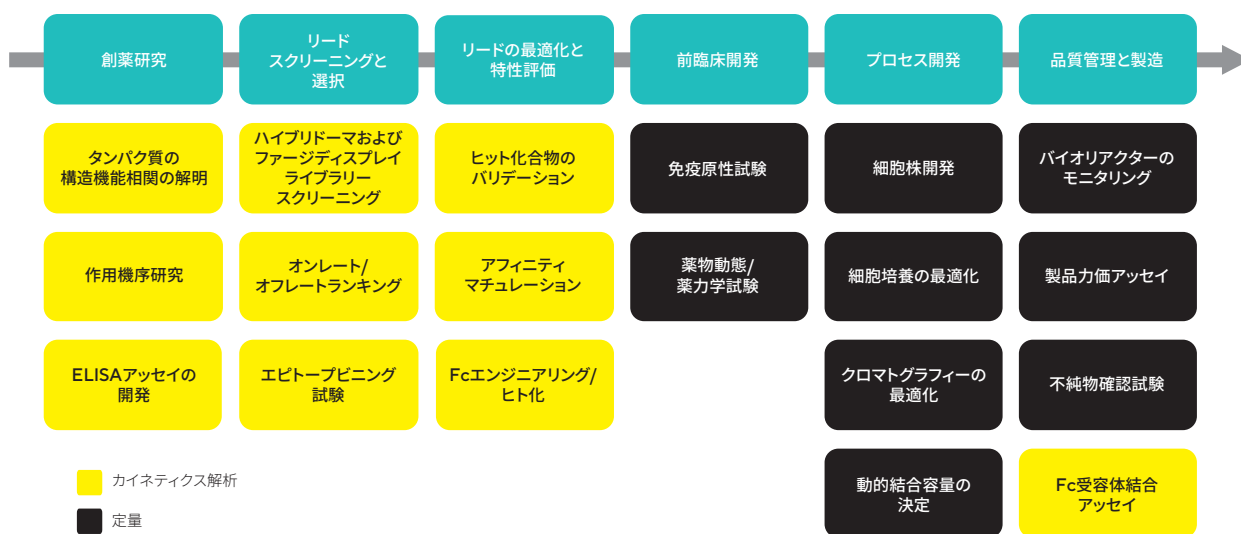 創薬研究
リード
スクリーニングと
選択
リードの最適化と
特性評価
前臨床開発
プロセス開発
品質管理と製造
タンパク質の
構造機能相関の解明
ハイブリドーマおよび
ファージディスプレイ
ライブラリー
スクリーニング
ヒット化合物の
バリデーション
免疫原性試験
細胞株開発
バイオリアクターの
モニタリング
作用機序研究
オンレート/
オフレートランキング
アフィニティ
マチュレーション
薬物動態/
薬力学試験
細胞培養の最適化
製品力価アッセイ
ELISAアッセイの
開発
エピトープビニング
試験
Fcエンジニアリング/
ヒト化
クロマトグラフィーの
最適化
不純物確認試験
カイネティクス解析
定量
動的結合容量の
決定
Fc受容体結合
アッセイ